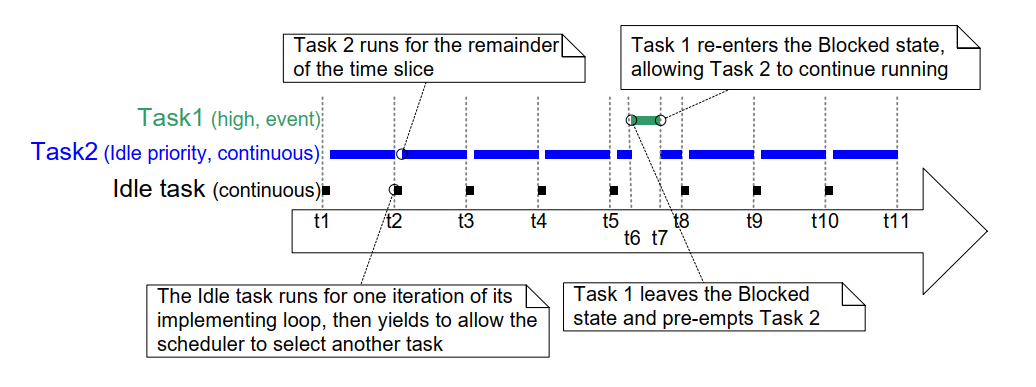 Task 2 runs for the remainder
of the time slice
Task 1 re-enters the Blocked state,
allowing Task 2 to continue running
Task1 (high, event)
Task2 (Idle priority, continuous)
Idle task (continuous)
t1 t2 t3 t4 t5 t8 t9 t10 t11
t6 t7
The Idle task runs for one iteration of its
implementing loop, then yields to allow the
scheduler to select another task
Task 1 leaves the Blocked
state and pre-empts Task 2